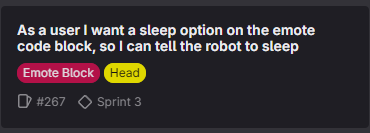 As a user I want a sleep option on the emote
code block, so I can tell the robot to sleep
Emote Block Head
#267 Sprint 3